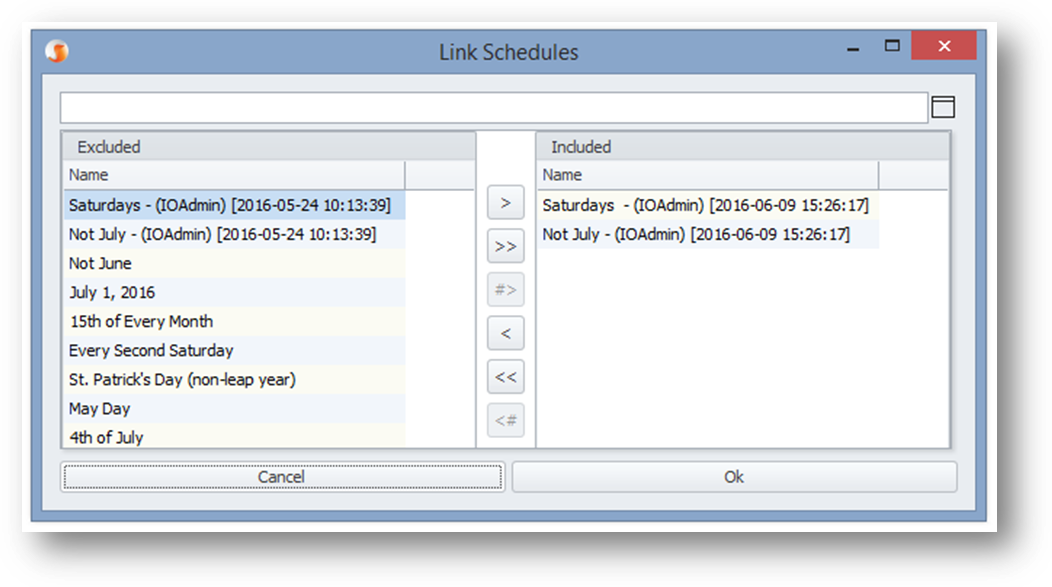 Link Schedules
Excluded
Name
Saturdays - (IOAdmin) [2016-05-24 10:13:39]
Not July - (IOAdmin) [2016-05-24 10:13:39]
Not June
July 1, 2016
15th of Every Month
Every Second Saturday
St. Patrick's Day (non-leap year)
May Day
4th of July
>
>>
#>
<
<<
<#
Included
Name
Saturdays  - (IOAdmin) [2016-06-09 15:26:17]
Not July - (IOAdmin) [2016-06-09 15:26:17]
Cancel
Ok